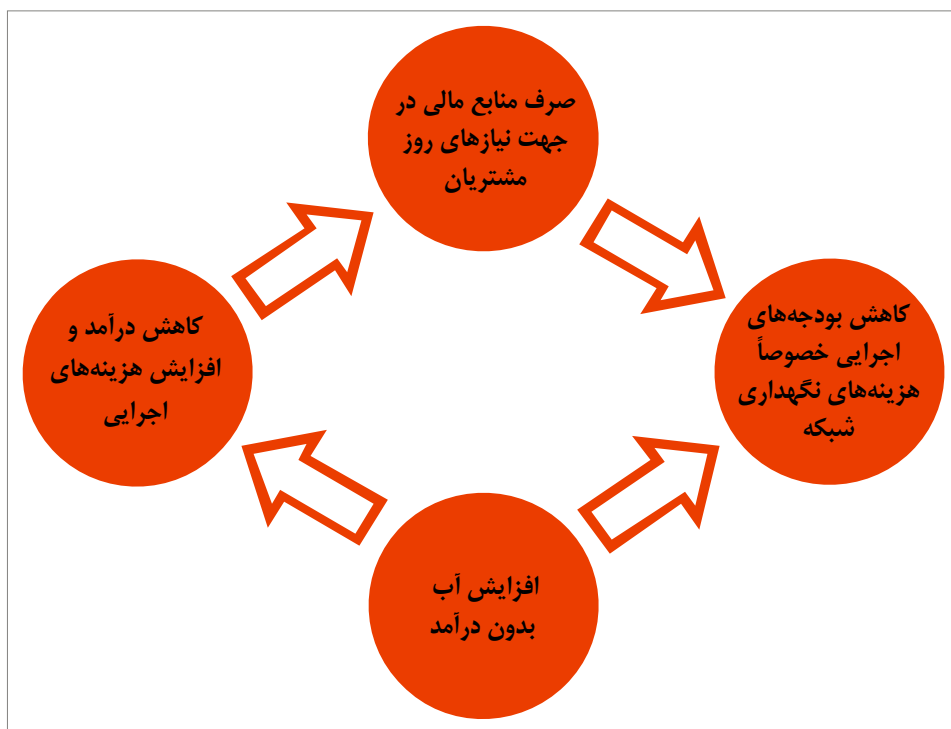 صرف منابع مالی در
جهت نیازهای روز
مشتریان
کاهش بودجه‌های
اجرایی خصوصاً
هزینه‌های نگهداری
شبکه
کاهش درآمد و
افزایش هزینه‌های
اجرایی
افزایش آب
بدون درآمد